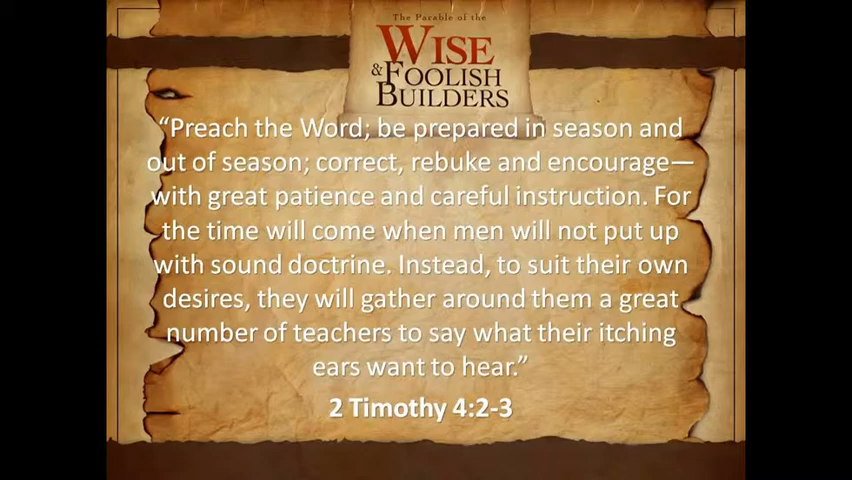 The Parable of the
WISE
& FOOLISH
BUILDERS
“Preach the Word; be prepared in season and
out of season; correct, rebuke and encourage—
with great patience and careful instruction. For
the time will come when men will not put up
with sound doctrine. Instead, to suit their own
desires, they will gather around them a great
number of teachers to say what their itching
ears want to hear.”
2 Timothy 4:2-3